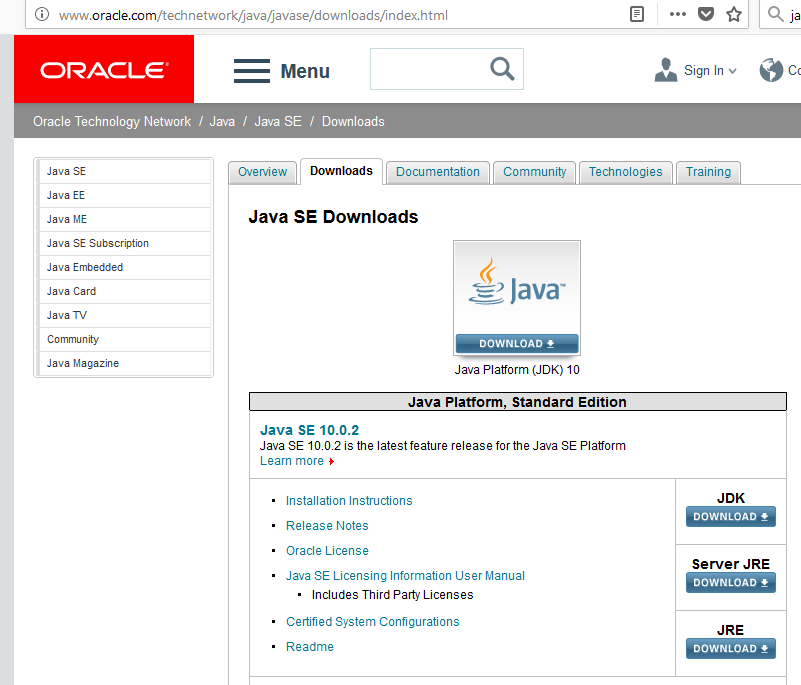 www.oracle.com/technetwork/java/javase/downloads/index.html
ja
ORACLE®
Menu
Sign In
Co
Oracle Technology Network / Java / Java SE / Downloads
Java SE
Java EE
Java ME
Java SE Subscription
Java Embedded
Java Card
Java TV
Community
Java Magazine
Overview Downloads Documentation Community Technologies Training
Java SE Downloads
Java™
DOWNLOAD
Java Platform (JDK) 10
Java Platform, Standard Edition
Java SE 10.0.2
Java SE 10.0.2 is the latest feature release for the Java SE Platform
Learn more
Installation Instructions
Release Notes
Oracle License
Java SE Licensing Information User Manual
Includes Third Party Licenses
Certified System Configurations
Readme
JDK
DOWNLOAD
Server JRE
DOWNLOAD
JRE
DOWNLOAD